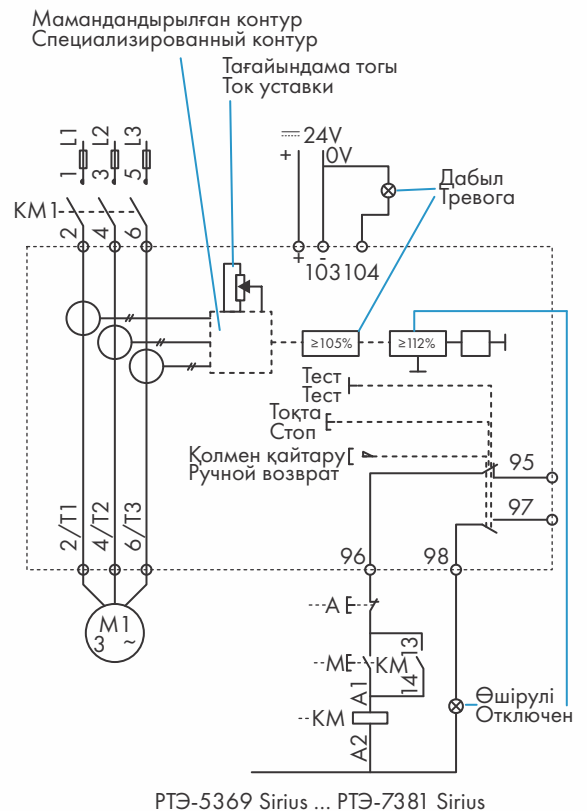 Мамандандырылған контур
Специализированный контур
Тағайындама тогы
Ток уставки
L1 L2 L3
1 3 5
24V
+ 0V
Дабыл
Тревога
KM1
2 4 6
+ -
103104
≥105% ≥112%
Тест
Тест
Тоқта
Стоп
Қолмен қайтару
Ручной возврат
95
97
2/T1 4/T2 6/T3
96 98
M1
3 ~
A
M KM 13
14
A1
KM
A2
Өшірулі
Отключен
РТЭ-5369 Sirius ... РТЭ-7381 Sirius